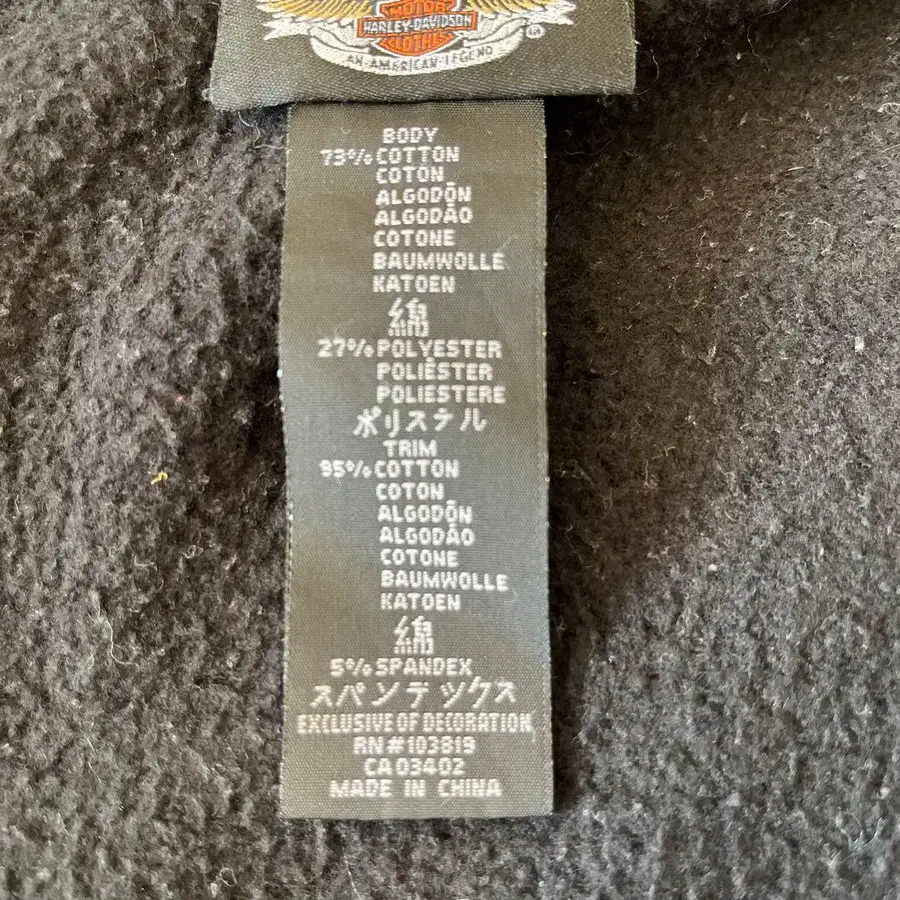 MOTOR
HARLEY-DAVIDSON
CLOTHES
AN AMERICAN LEGEND
®
BODY
73% COTTON
COTON
ALGODÓN
ALGODÃO
COTONE
BAUMWOLLE
KATOEN
綿
27% POLYESTER
POLIÉSTER
POLIESTERE
ポリステル
TRIM
95% COTTON
COTON
ALGODÓN
ALGODÃO
COTONE
BAUMWOLLE
KATOEN
綿
5% SPANDEX
スパンテックス
EXCLUSIVE OF DECORATION
RN#103819
CA 03402
MADE IN CHINA